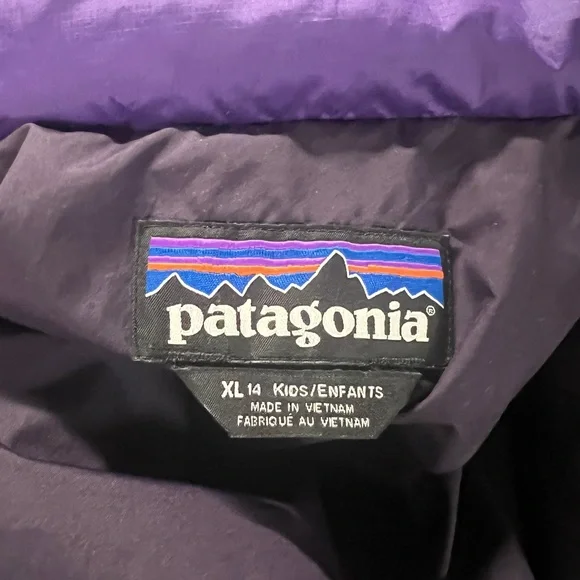 patagonia®
XL 14 KIDS/ENFANTS
MADE IN VIETNAM
FABRIQUÉ AU VIETNAM